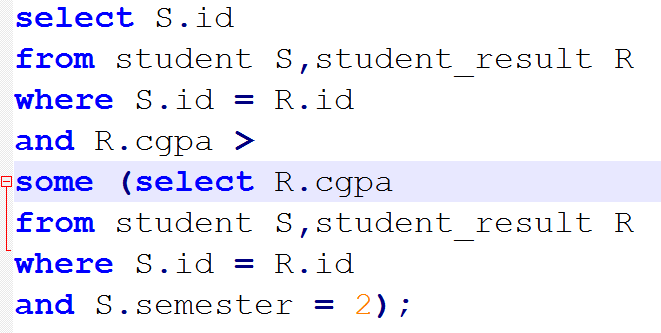 select S.id
from student S,student_result R
where S.id = R.id
and R.cgpa >
some (select R.cgpa
from student S,student_result R
where S.id = R.id
and S.semester = 2);